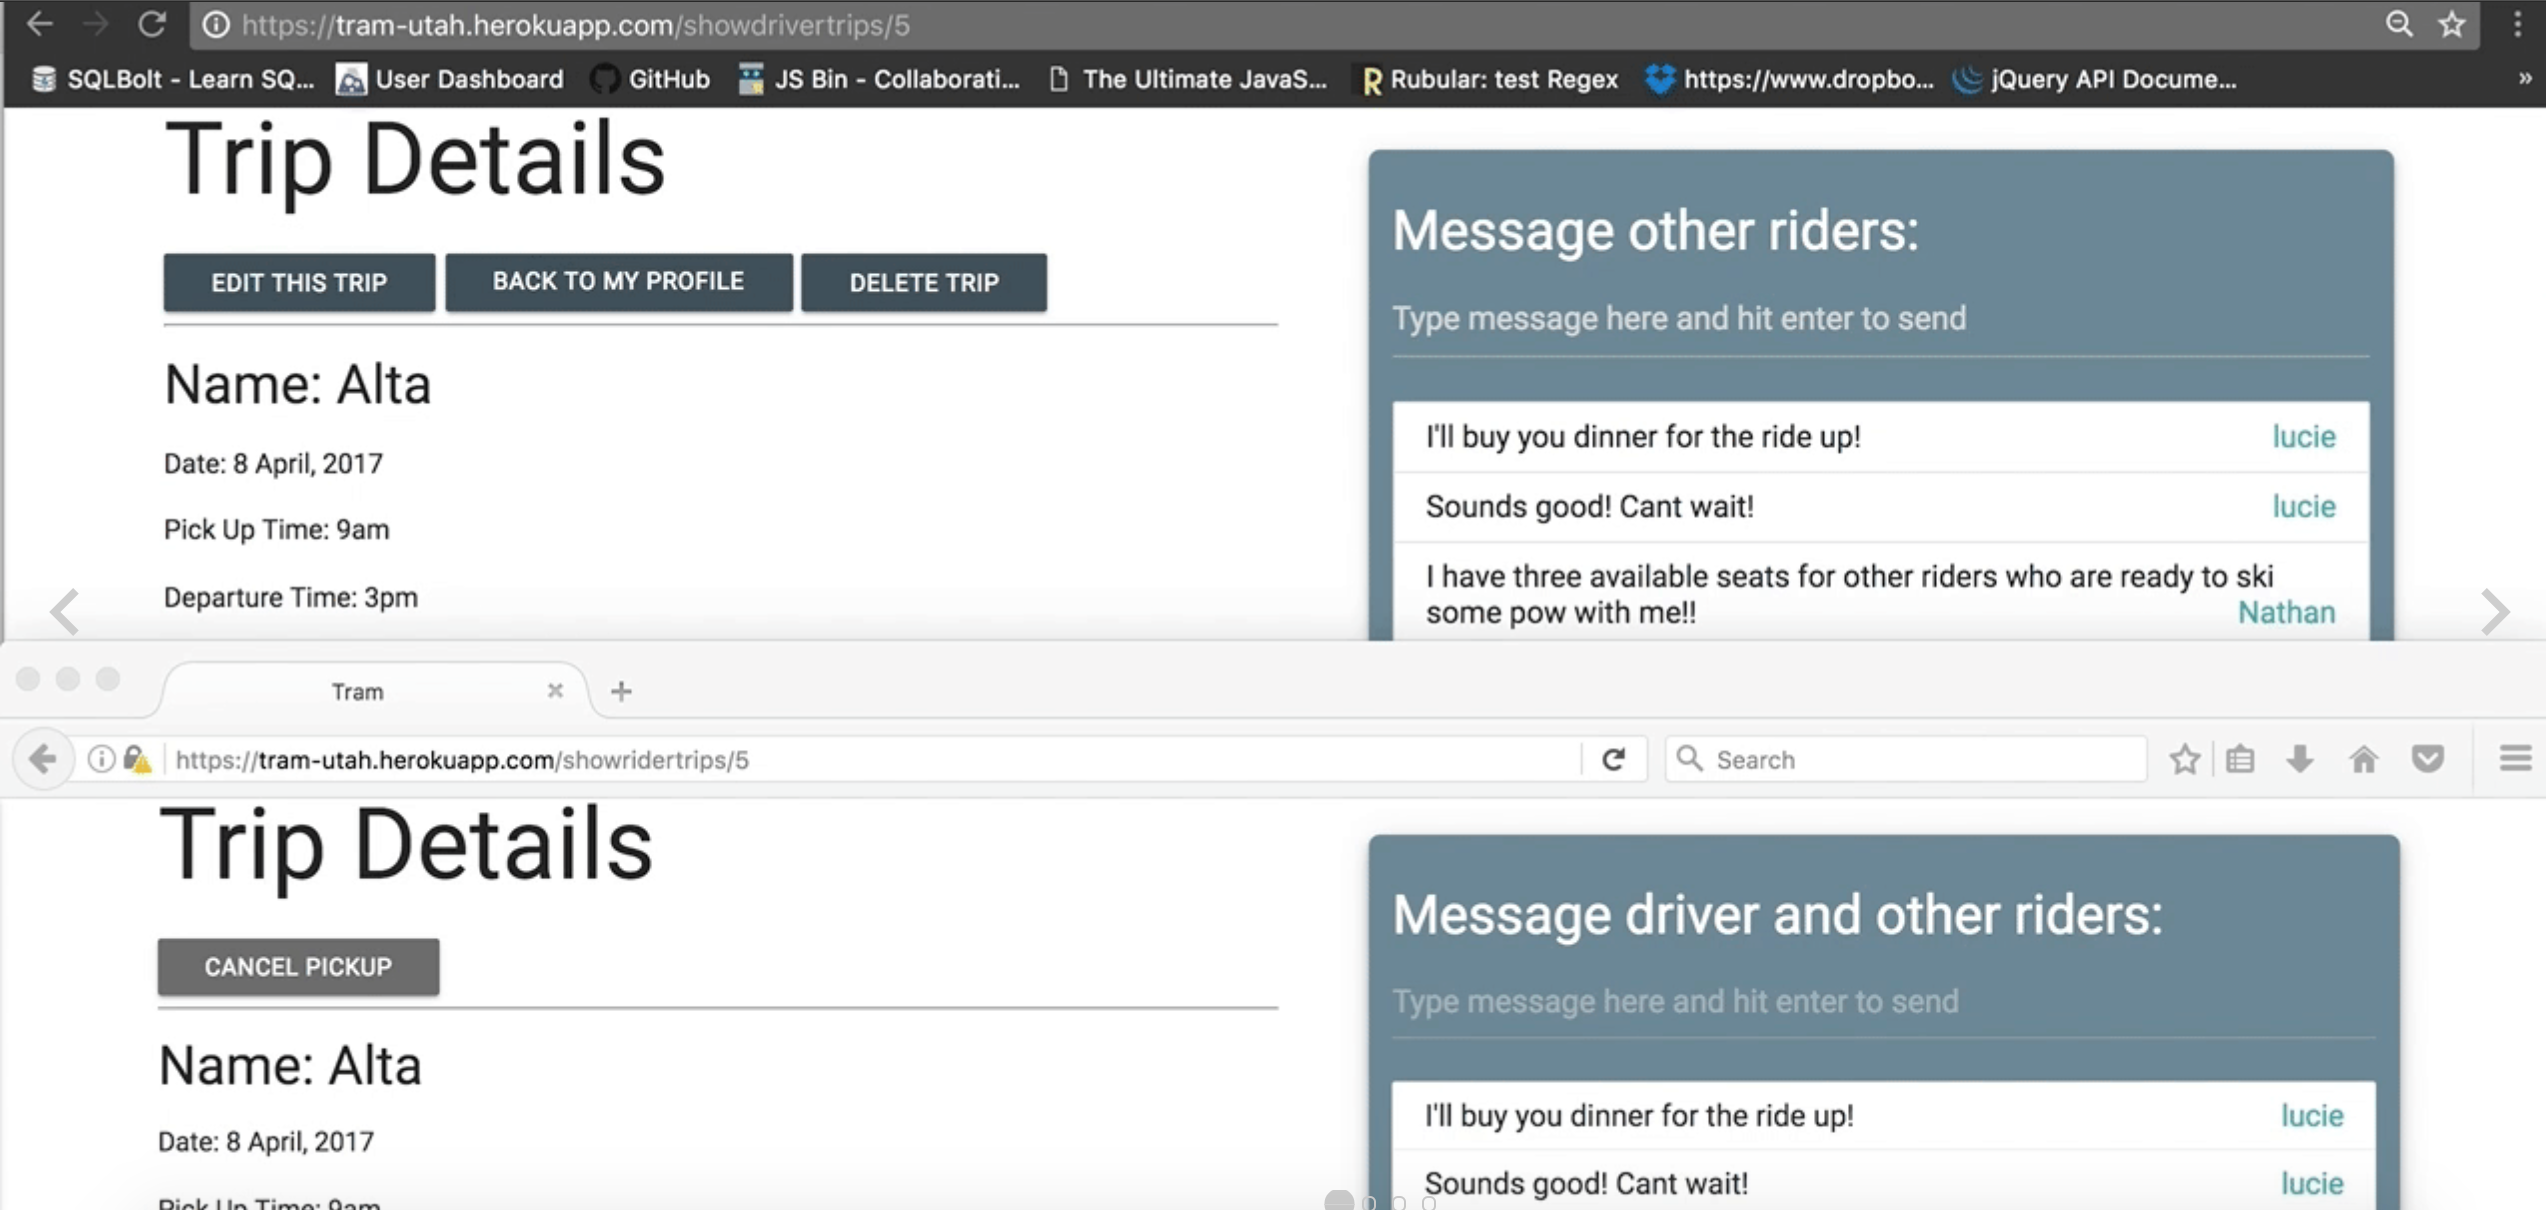 https://tram-utah.herokuapp.com/showdrivertrips/5
SQLBolt - Learn SQ... User Dashboard GitHub JS Bin - Collaborati... The Ultimate JavaS... Rubular: test Regex https://www.dropbo... jQuery API Docume... »
Trip Details
EDIT THIS TRIP BACK TO MY PROFILE DELETE TRIP
Name: Alta
Date: 8 April, 2017
Pick Up Time: 9am
Departure Time: 3pm
Message other riders:
Type message here and hit enter to send
I'll buy you dinner for the ride up! lucie
Sounds good! Cant wait! lucie
I have three available seats for other riders who are ready to ski
some pow with me!! Nathan
Tram
https://tram-utah.herokuapp.com/showridertrips/5 Search
Trip Details
CANCEL PICKUP
Name: Alta
Date: 8 April, 2017
Pick Up Time: 9am
Message driver and other riders:
Type message here and hit enter to send
I'll buy you dinner for the ride up! lucie
Sounds good! Cant wait! lucie